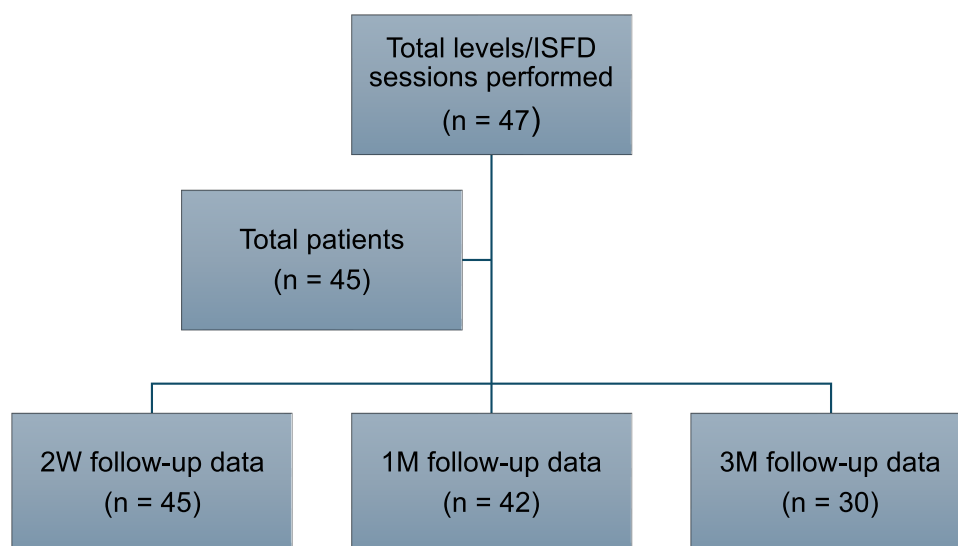 Total levels/ISFD
sessions performed
(n = 47)
Total patients
(n = 45)
2W follow-up data
(n = 45)
1M follow-up data
(n = 42)
3M follow-up data
(n = 30)